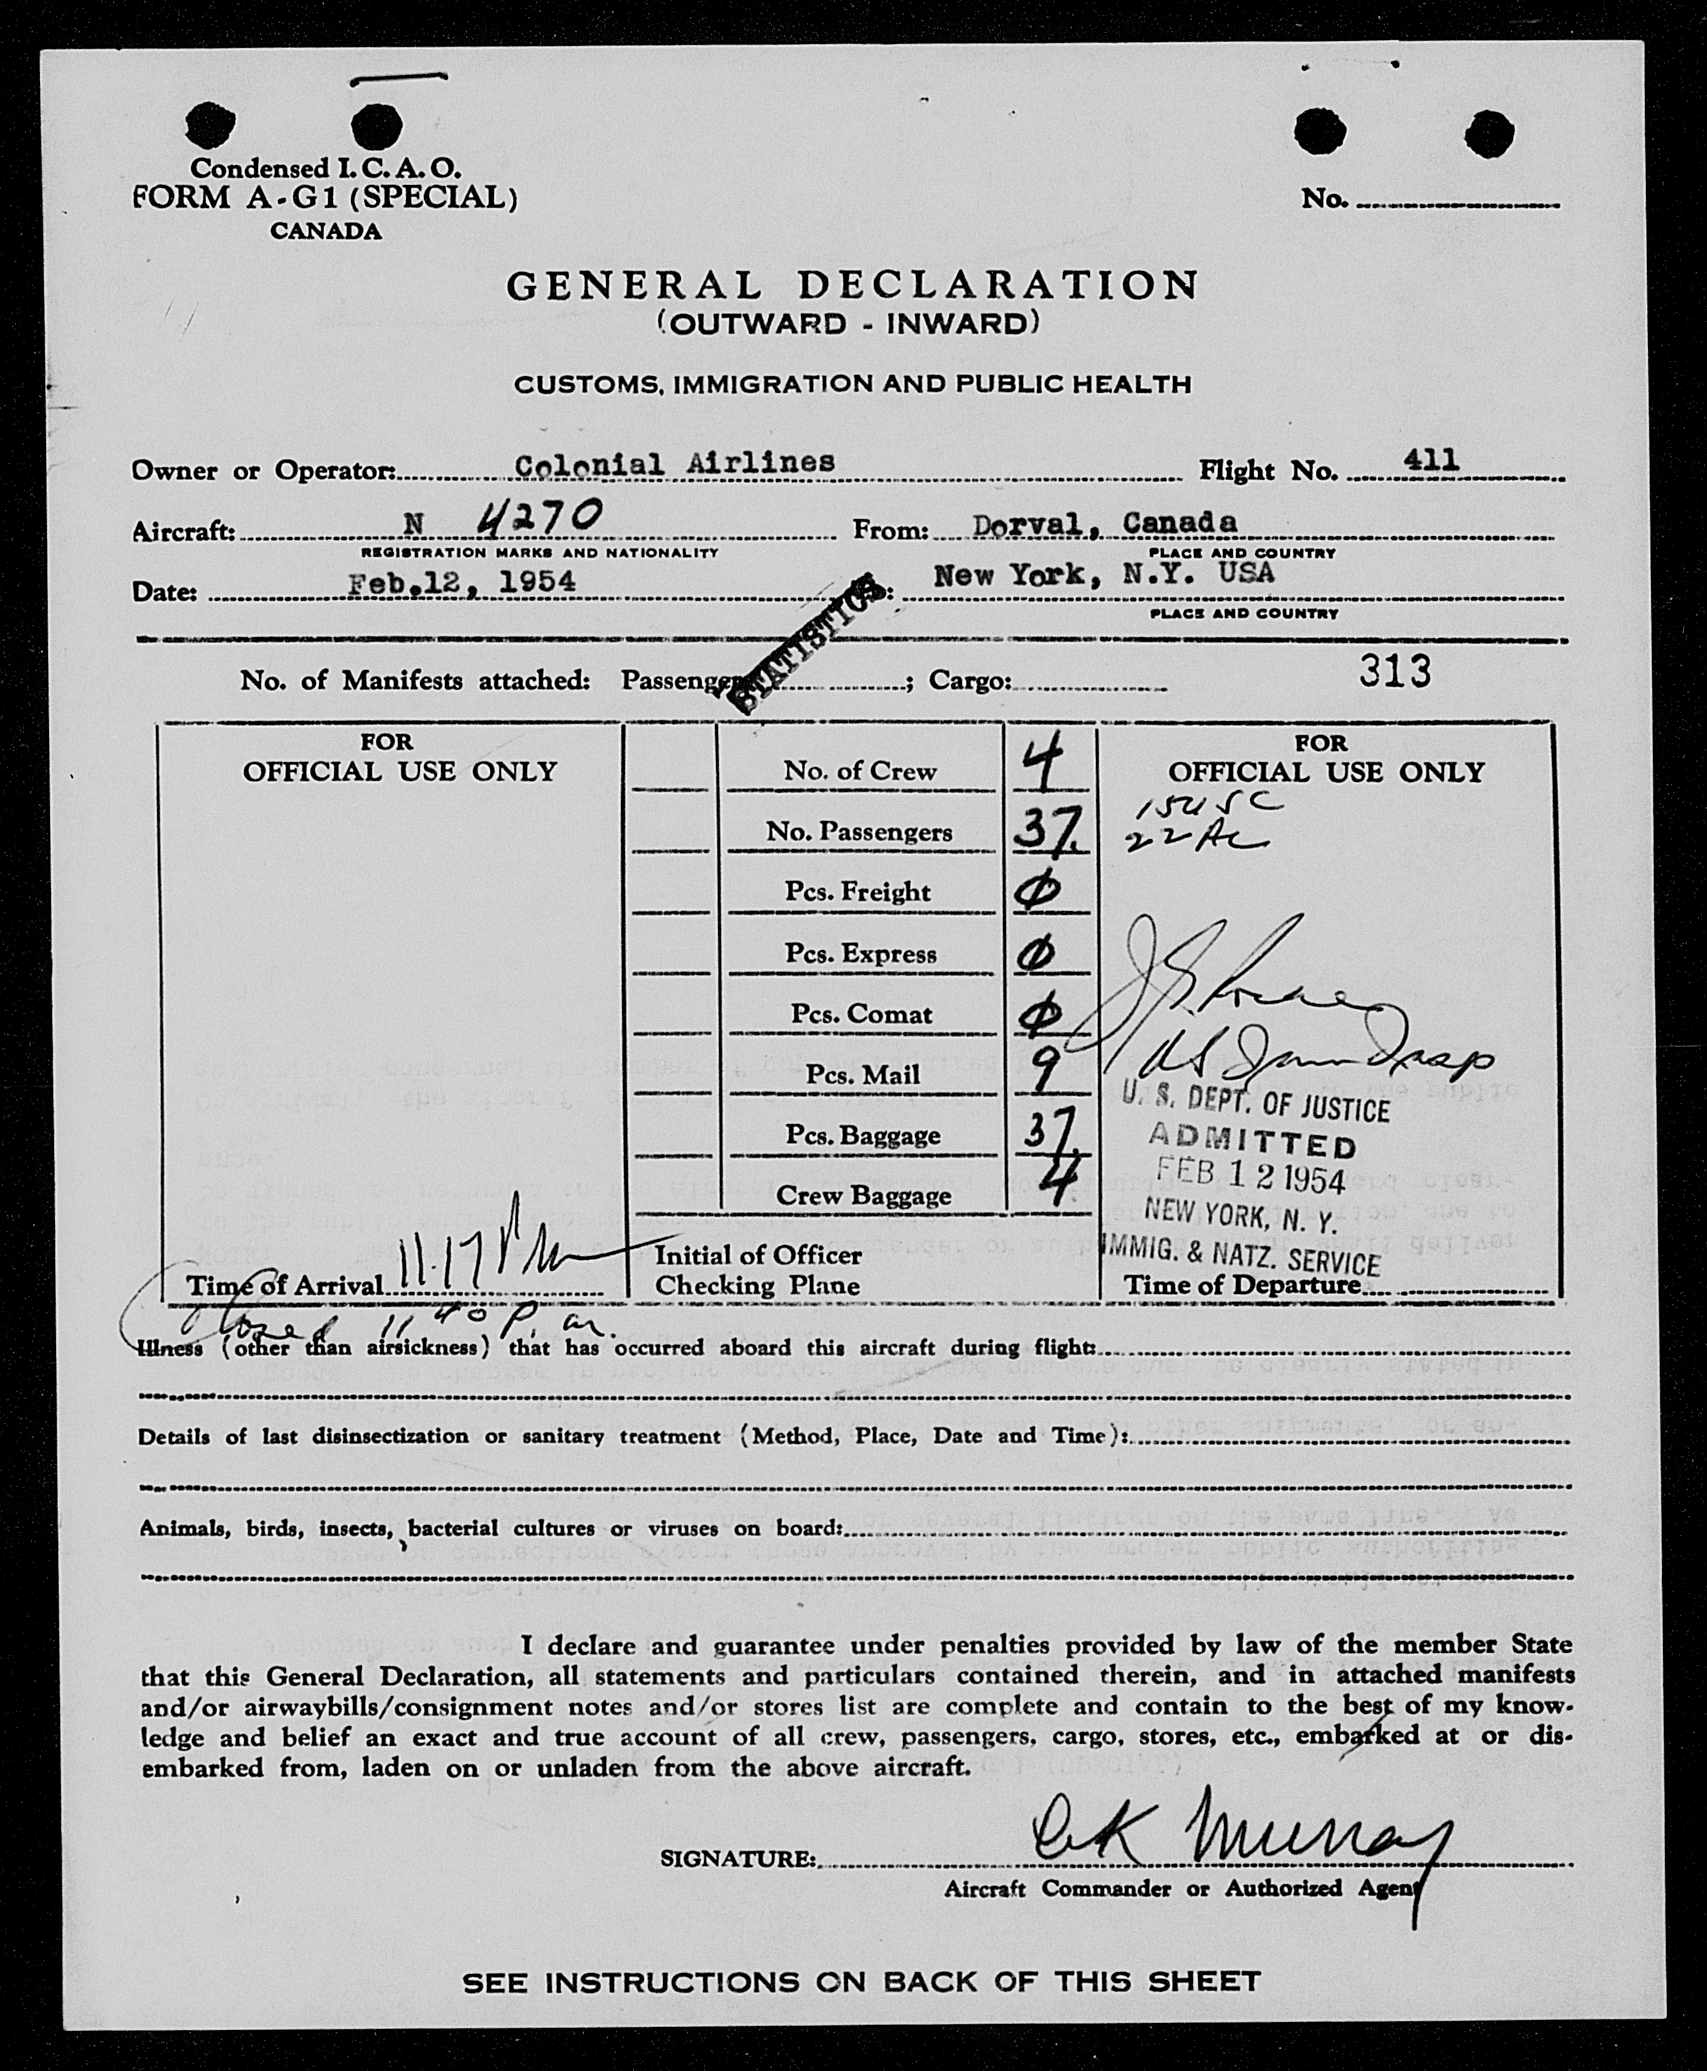 Condensed I.C.A.O.
FORM A-G1 (SPECIAL)
CANADA
No.
GENERAL DECLARATION
(OUTWARD - INWARD)
CUSTOMS, IMMIGRATION AND PUBLIC HEALTH
Owner or Operator: Colonial Airlines Flight No. 411
Aircraft: N 4270 From: Dorval, Canada
REGISTRATION MARKS AND NATIONALITY PLACE AND COUNTRY
Date: Feb.12, 1954 New York, N.Y. USA
PLACE AND COUNTRY
STATISTICS
No. of Manifests attached: Passenger ; Cargo: 313
FOR
OFFICIAL USE ONLY
No. of Crew 4
No. Passengers 37
Pcs. Freight 0
Pcs. Express 0
Pcs. Comat 0
Pcs. Mail 9
Pcs. Baggage 37
Crew Baggage 4
Initial of Officer
Checking Plane
FOR
OFFICIAL USE ONLY
15 USC
22 AC
U. S. DEPT. OF JUSTICE
ADMITTED
FEB 12 1954
NEW YORK, N. Y.
IMMIG. & NATZ. SERVICE
Time of Arrival 11:17 PM
Time of Departure
Closed 11 40 P.m.
Illness (other than airsickness) that has occurred aboard this aircraft during flight:
Details of last disinsectization or sanitary treatment (Method, Place, Date and Time):
Animals, birds, insects, bacterial cultures or viruses on board:
I declare and guarantee under penalties provided by law of the member State
that this General Declaration, all statements and particulars contained therein, and in attached manifests
and/or airwaybills/consignment notes and/or stores list are complete and contain to the best of my know-
ledge and belief an exact and true account of all crew, passengers, cargo, stores, etc., embarked at or dis-
embarked from, laden on or unladen from the above aircraft.
SIGNATURE: CK Murray
Aircraft Commander or Authorized Agent
SEE INSTRUCTIONS ON BACK OF THIS SHEET